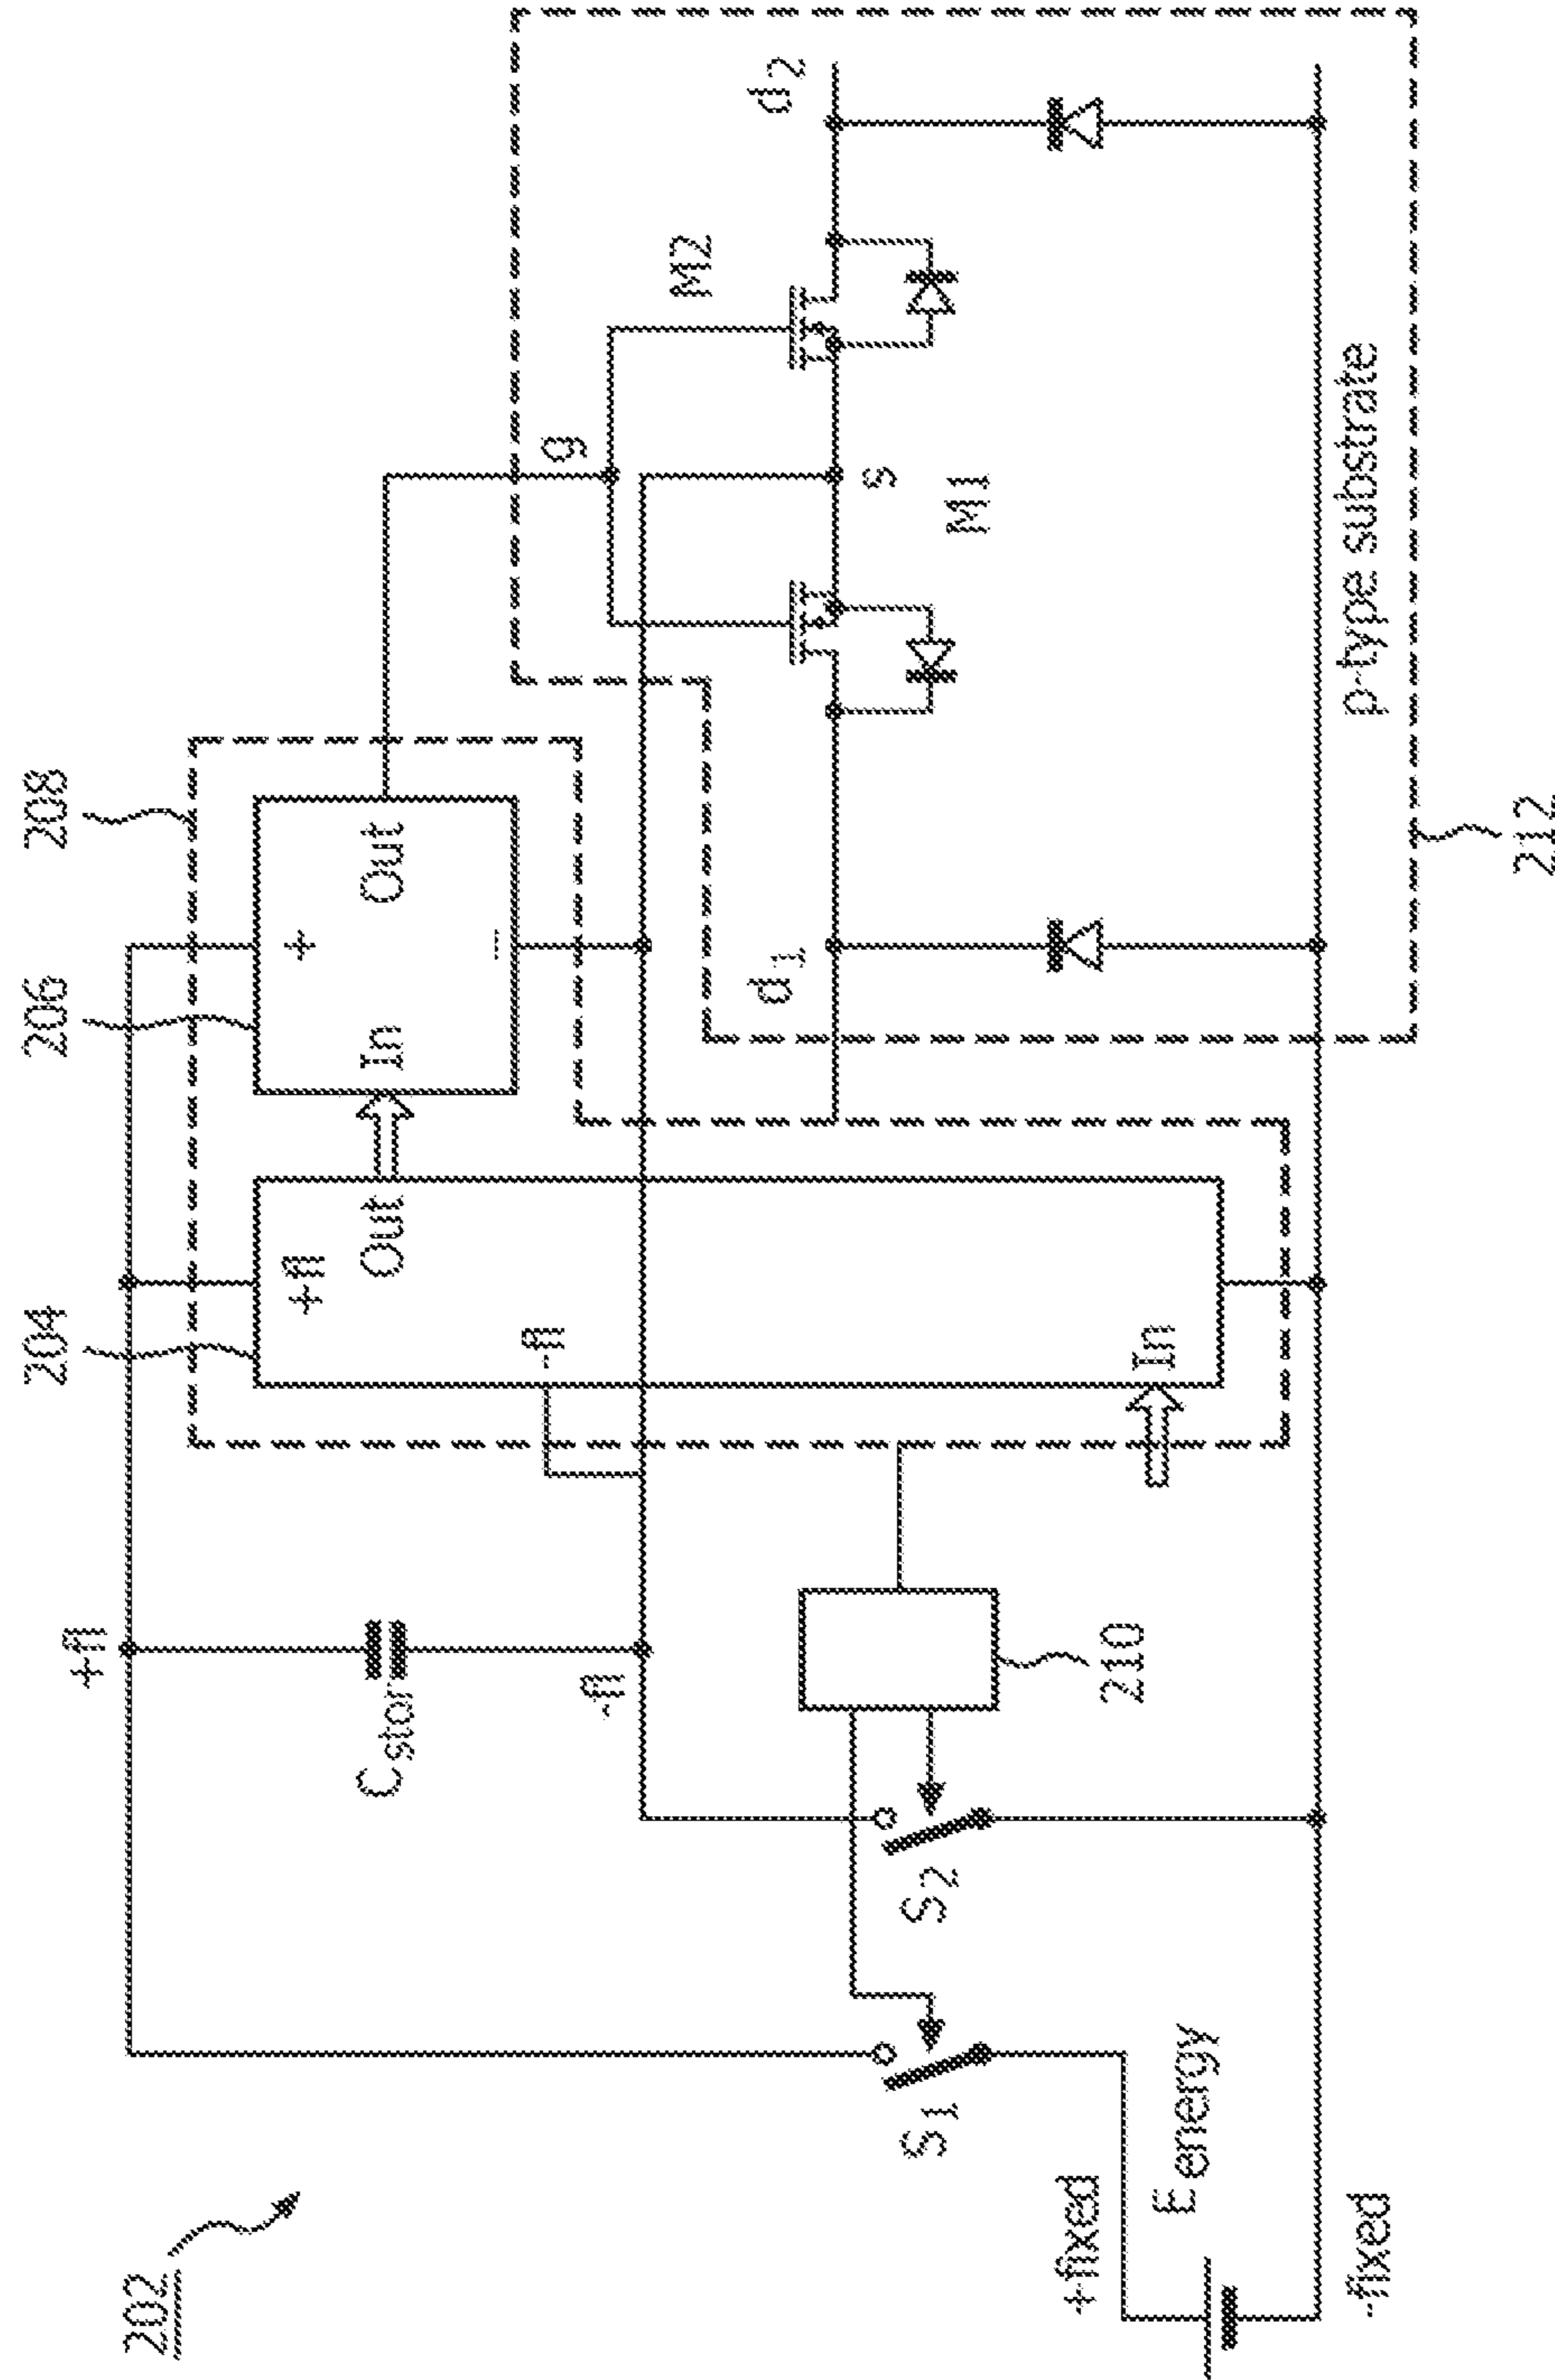 202
204
206
208
+fl
+fl
Out
In
+
Out
-
Cstor
-fl
-fl
g
M2
d1
d2
s
M1
S1
S2
210
In
+fixed
Eenergy
-fixed
p-type substrate
212